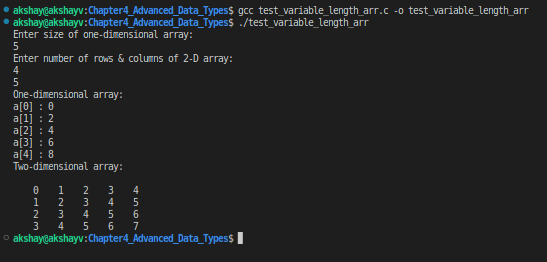 akshay@akshayv:Chapter4_Advanced_Data_Types$ gcc test_variable_length_arr.c -o test_variable_length_arr
akshay@akshayv:Chapter4_Advanced_Data_Types$ ./test_variable_length_arr
Enter size of one-dimensional array:
5
Enter number of rows & columns of 2-D array:
4
5
One-dimensional array:
a[0] : 0
a[1] : 2
a[2] : 4
a[3] : 6
a[4] : 8
Two-dimensional array:
0 1 2 3 4
1 2 3 4 5
2 3 4 5 6
3 4 5 6 7
akshay@akshayv:Chapter4_Advanced_Data_Types$